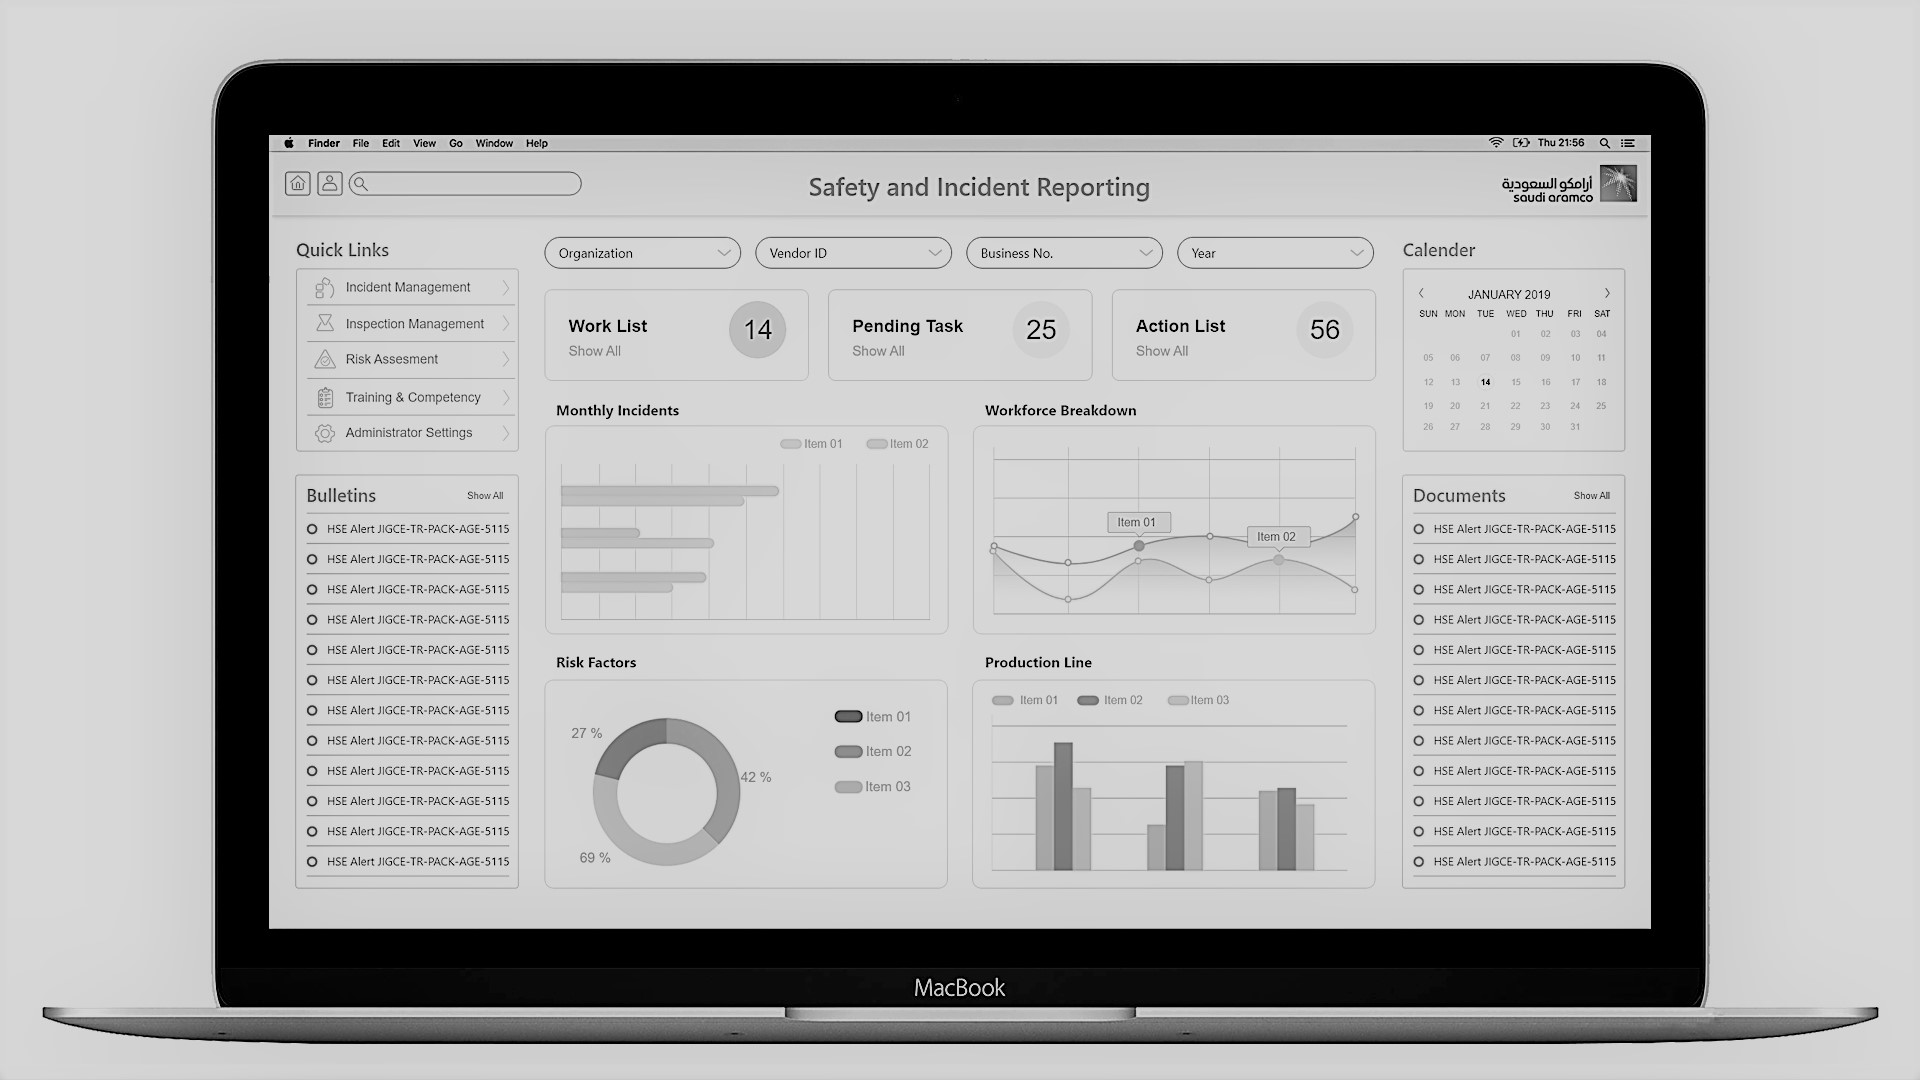 Finder File Edit View Go Window Help
Thu 21:56
Safety and Incident Reporting
أرامكو السعودية
saudi aramco
Quick Links
Incident Management
Inspection Management
Risk Assesment
Training & Competency
Administrator Settings
Bulletins
Show All
HSE Alert JIGCE-TR-PACK-AGE-5115
HSE Alert JIGCE-TR-PACK-AGE-5115
HSE Alert JIGCE-TR-PACK-AGE-5115
HSE Alert JIGCE-TR-PACK-AGE-5115
HSE Alert JIGCE-TR-PACK-AGE-5115
HSE Alert JIGCE-TR-PACK-AGE-5115
HSE Alert JIGCE-TR-PACK-AGE-5115
HSE Alert JIGCE-TR-PACK-AGE-5115
HSE Alert JIGCE-TR-PACK-AGE-5115
HSE Alert JIGCE-TR-PACK-AGE-5115
HSE Alert JIGCE-TR-PACK-AGE-5115
HSE Alert JIGCE-TR-PACK-AGE-5115
Organization
Vendor ID
Business No.
Year
Work List
Show All
14
Pending Task
Show All
25
Action List
Show All
56
Monthly Incidents
Item 01
Item 02
Workforce Breakdown
Item 01
Item 02
Risk Factors
27 %
42 %
69 %
Item 01
Item 02
Item 03
Production Line
Item 01
Item 02
Item 03
Calender
JANUARY 2019
SUN MON TUE WED THU FRI SAT
01 02 03 04
05 06 07 08 09 10 11
12 13 14 15 16 17 18
19 20 21 22 23 24 25
26 27 28 29 30 31
Documents
Show All
HSE Alert JIGCE-TR-PACK-AGE-5115
HSE Alert JIGCE-TR-PACK-AGE-5115
HSE Alert JIGCE-TR-PACK-AGE-5115
HSE Alert JIGCE-TR-PACK-AGE-5115
HSE Alert JIGCE-TR-PACK-AGE-5115
HSE Alert JIGCE-TR-PACK-AGE-5115
HSE Alert JIGCE-TR-PACK-AGE-5115
HSE Alert JIGCE-TR-PACK-AGE-5115
HSE Alert JIGCE-TR-PACK-AGE-5115
HSE Alert JIGCE-TR-PACK-AGE-5115
HSE Alert JIGCE-TR-PACK-AGE-5115
HSE Alert JIGCE-TR-PACK-AGE-5115
MacBook